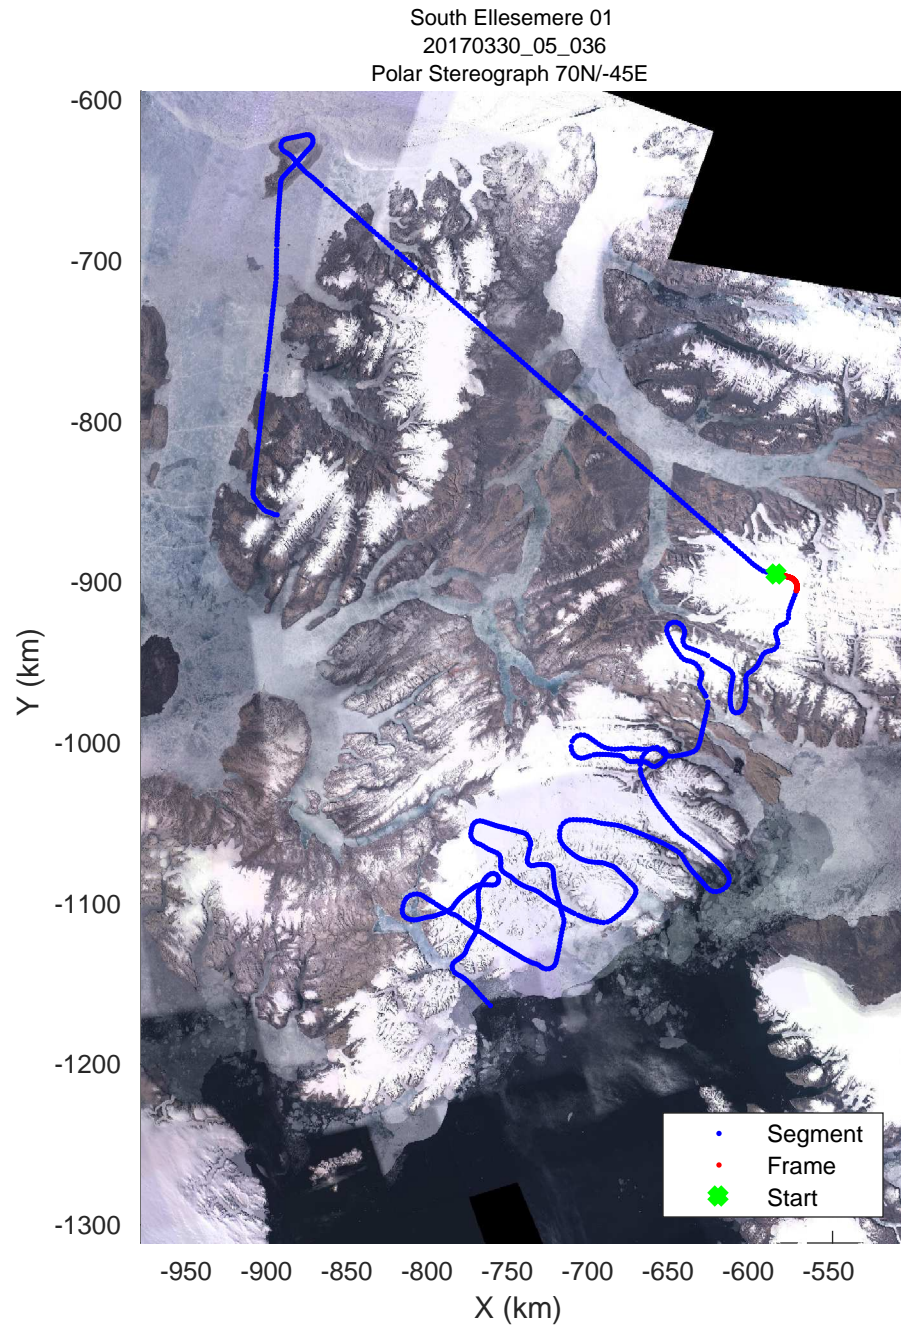 South Ellesemere 01
20170330_05_036
Polar Stereograph 70N/-45E
-600
-700
-800
-900
-1000
-1100
-1200
-1300
Y (km)
Segment
Frame
Start
-950 -900 -850 -800 -750 -700 -650 -600 -550
X (km)